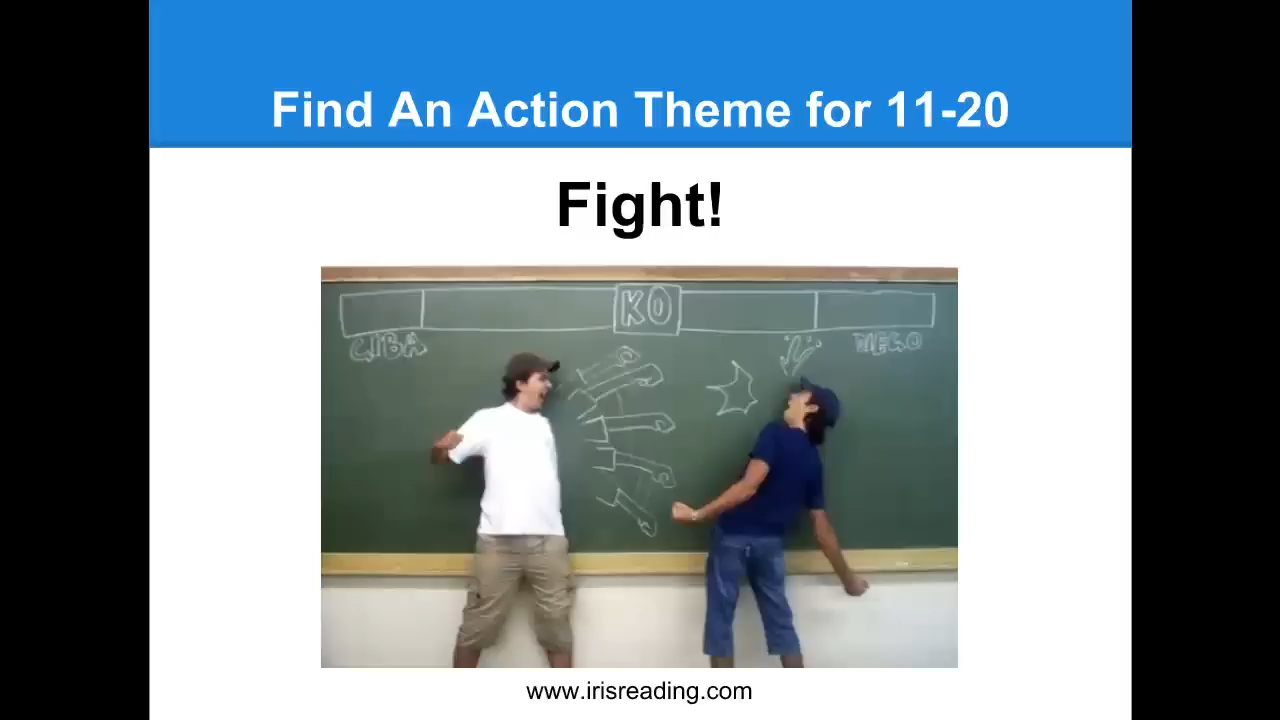 Find An Action Theme for 11-20
Fight!
KO
GIBA
DIEGO
www.irisreading.com